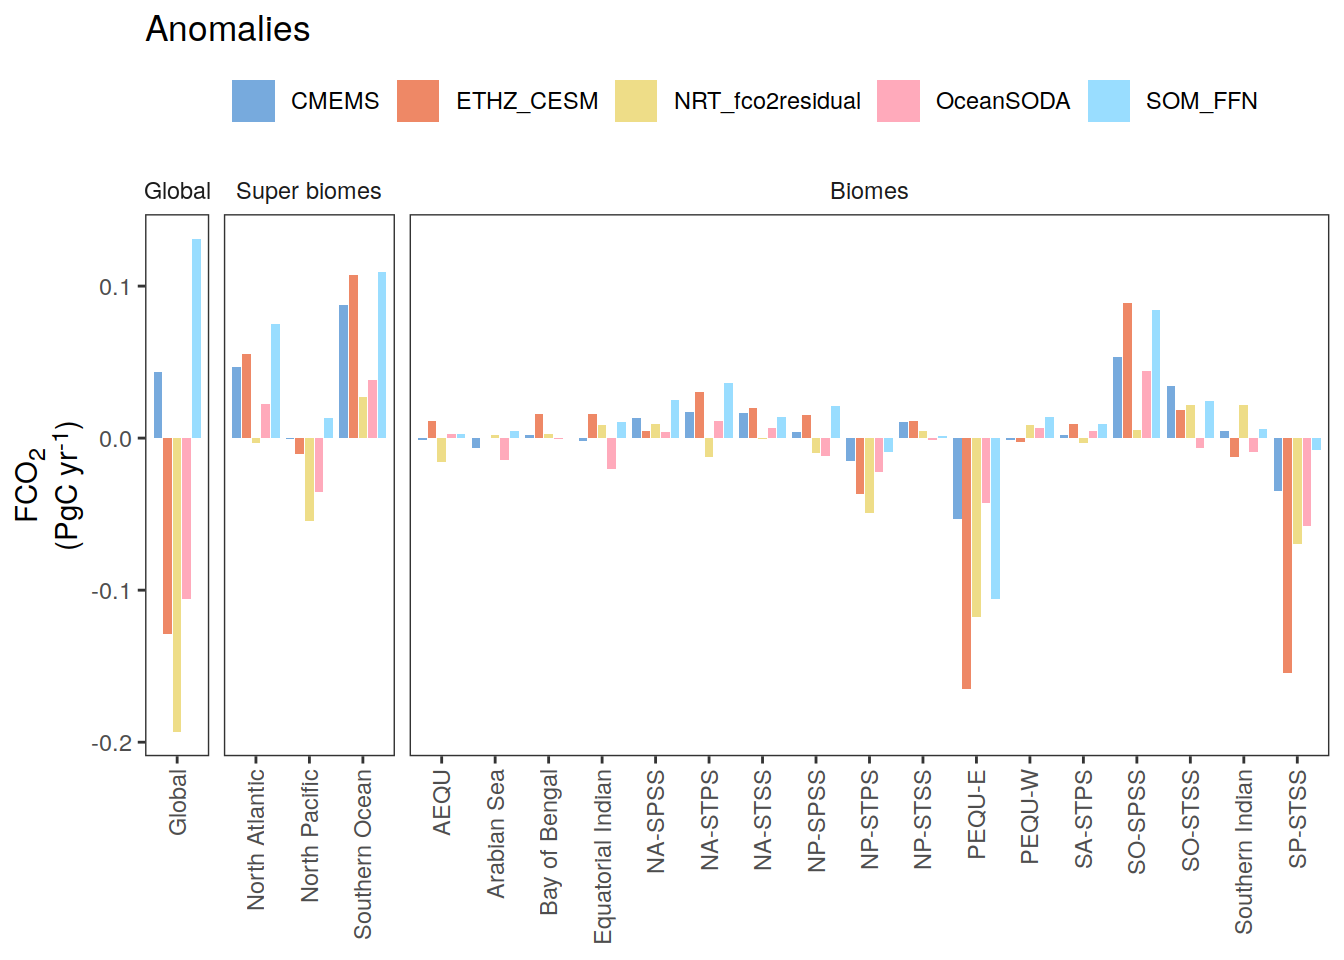 Anomalies
CMEMS ETHZ_CESM NRT_fco2residual OceanSODA SOM_FFN
Global Super biomes Biomes
FCO₂
(PgC yr⁻¹)
0.1
0.0
-0.1
-0.2
Global
North Atlantic
North Pacific
Southern Ocean
AEQU
Arabian Sea
Bay of Bengal
Equatorial Indian
NA-SPSS
NA-STPS
NA-STSS
NP-SPSS
NP-STPS
NP-STSS
PEQU-E
PEQU-W
SA-STPS
SO-SPSS
SO-STSS
Southern Indian
SP-STSS